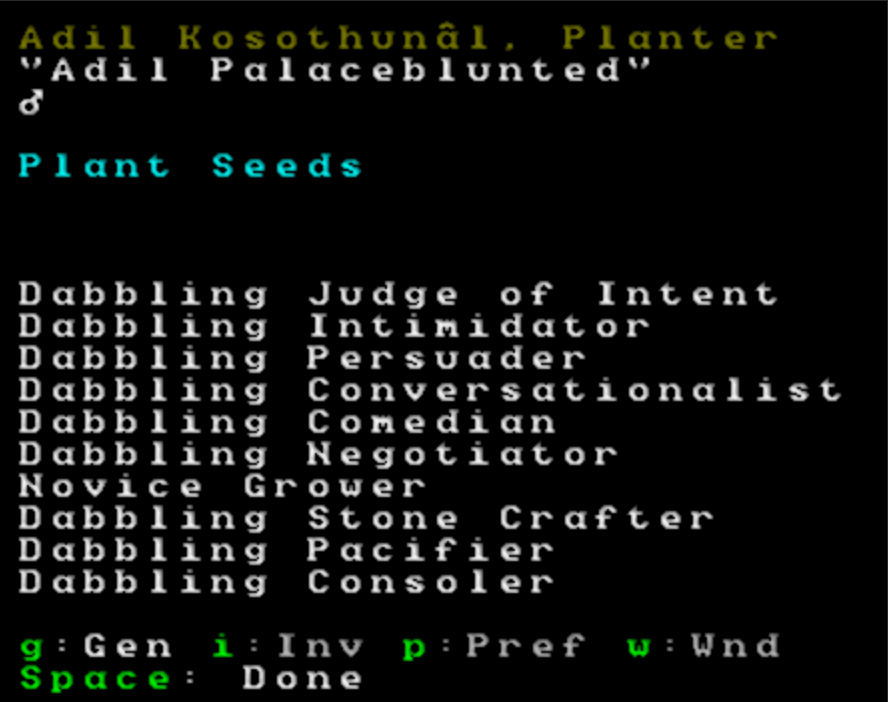 Adil Kosothunâl, Planter
"Adil Palaceblunted"
♂
Plant Seeds
Dabbling Judge of Intent
Dabbling Intimidator
Dabbling Persuader
Dabbling Conversationalist
Dabbling Comedian
Dabbling Negotiator
Novice Grower
Dabbling Stone Crafter
Dabbling Pacifier
Dabbling Consoler
g:Gen i:Inv p:Pref w:Wnd
Space: Done